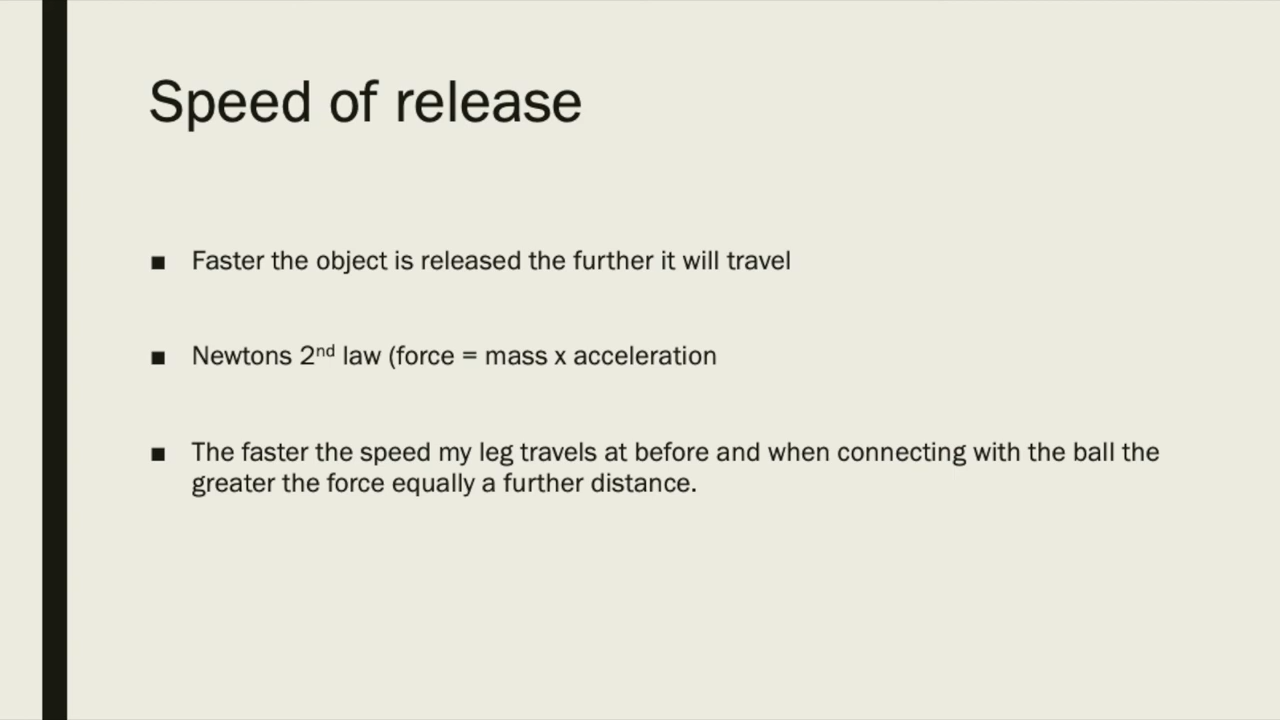 Speed of release
■ Faster the object is released the further it will travel
■ Newtons 2nd law (force = mass x acceleration
■ The faster the speed my leg travels at before and when connecting with the ball the
greater the force equally a further distance.